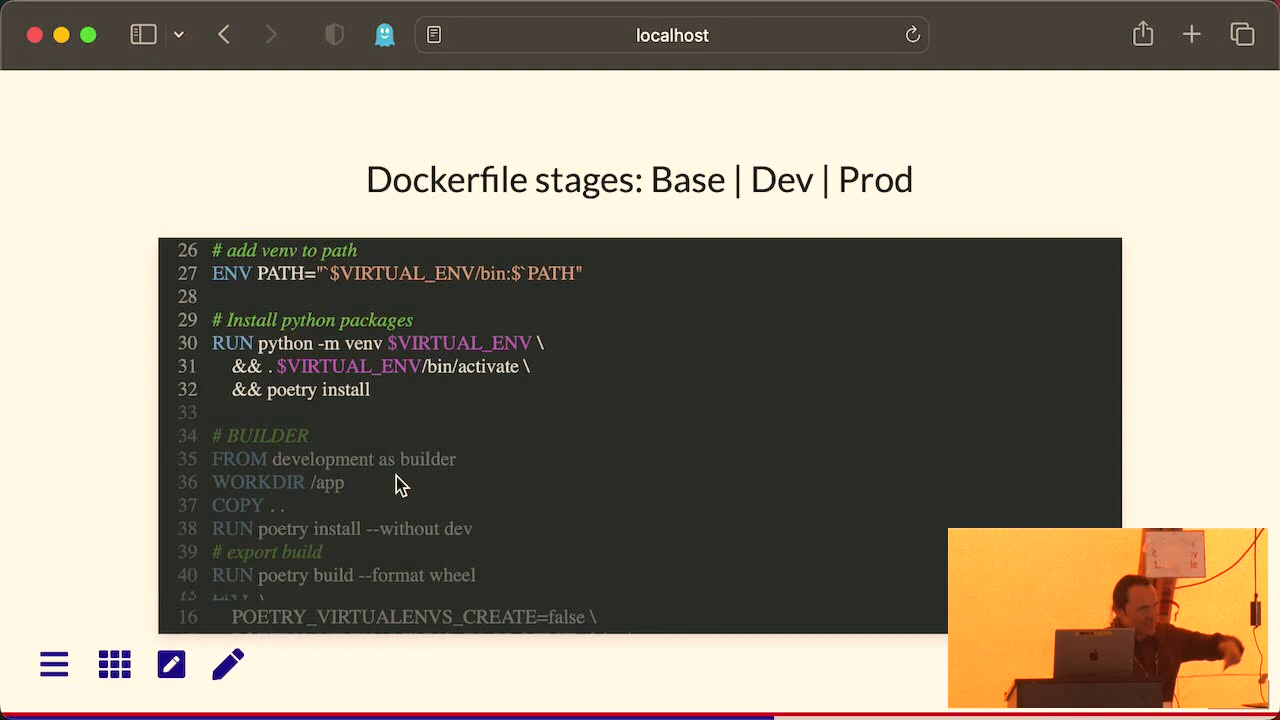 localhost
Dockerfile stages: Base | Dev | Prod
26 # add venv to path
27 ENV PATH="`$VIRTUAL_ENV/bin:$`PATH"
28
29 # Install python packages
30 RUN python -m venv $VIRTUAL_ENV \
31 && . $VIRTUAL_ENV/bin/activate \
32 && poetry install
33
34 # BUILDER
35 FROM development as builder
36 WORKDIR /app
37 COPY . .
38 RUN poetry install --without dev
39 # export build
40 RUN poetry build --format wheel
16 POETRY_VIRTUALENVS_CREATE=false \